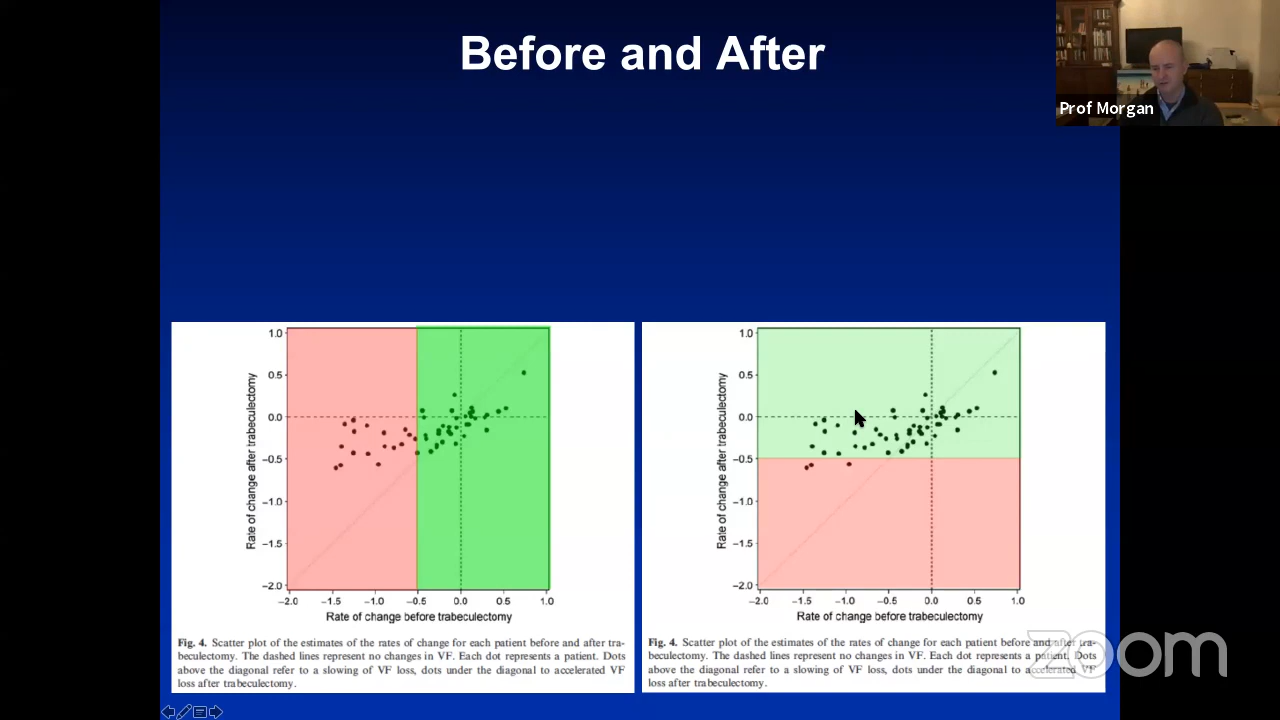 Before and After
Prof Morgan
1.0
0.5
0.0
−0.5
−1.0
−1.5
−2.0
Rate of change after trabeculectomy
−2.0 −1.5 −1.0 −0.5 0.0 0.5 1.0
Rate of change before trabeculectomy
Fig. 4. Scatter plot of the estimates of the rates of change for each patient before and after tra-
beculectomy. The dashed lines represent no changes in VF. Each dot represents a patient. Dots
above the diagonal refer to a slowing of VF loss, dots under the diagonal to accelerated VF
loss after trabeculectomy.
1.0
0.5
0.0
−0.5
−1.0
−1.5
−2.0
Rate of change after trabeculectomy
−2.0 −1.5 −1.0 −0.5 0.0 0.5 1.0
Rate of change before trabeculectomy
Fig. 4. Scatter plot of the estimates of the rates of change for each patient before and after tra-
beculectomy. The dashed lines represent no changes in VF. Each dot represents a patient. Dots
above the diagonal refer to a slowing of VF loss, dots under the diagonal to accelerated VF
loss after trabeculectomy.
zoom